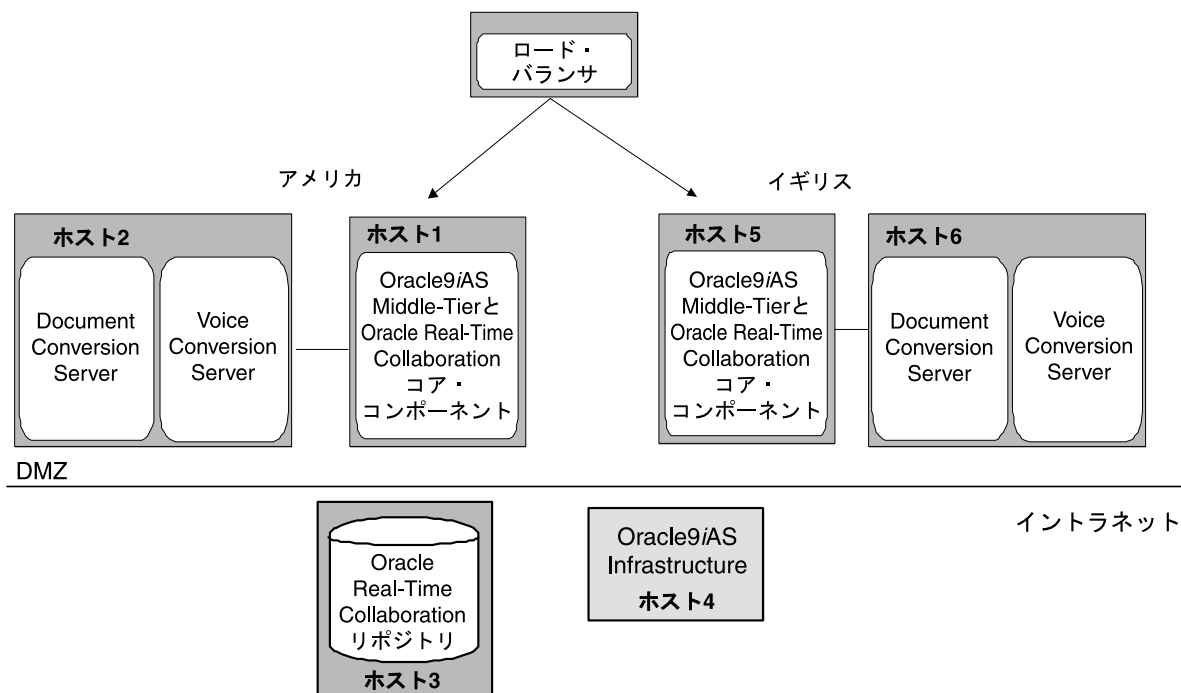 ロード・
バランサ
アメリカ
イギリス
ホスト2
Document
Conversion
Server
Voice
Conversion
Server
ホスト1
Oracle9iAS
Middle-Tierと
Oracle Real-Time
Collaboration
コア・
コンポーネント
ホスト5
Oracle9iAS
Middle-Tierと
Oracle Real-Time
Collaboration
コア・
コンポーネント
ホスト6
Document
Conversion
Server
Voice
Conversion
Server
DMZ
イントラネット
Oracle
Real-Time
Collaboration
リポジトリ
ホスト3
Oracle9iAS
Infrastructure
ホスト4